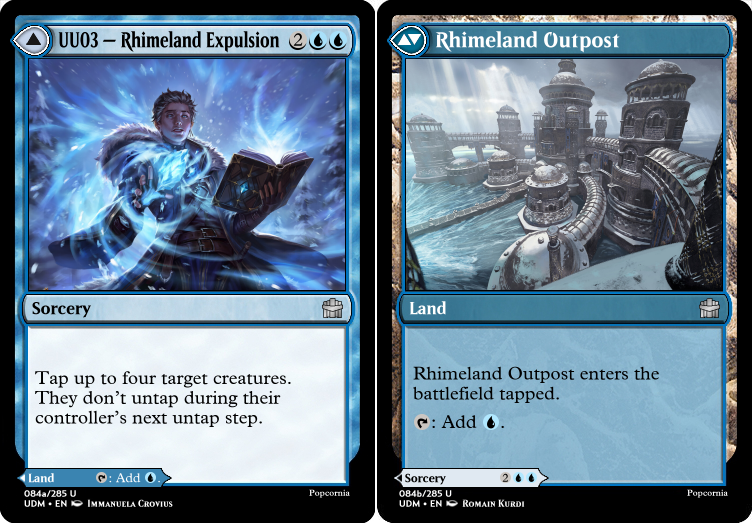 UU03 — Rhimeland Expulsion 2
Sorcery
Tap up to four target creatures.
They don't untap during their
controller's next untap step.
Land : Add .
084a/285 U Popcornia
UDM • EN Immanuela Crovius
Rhimeland Outpost
Land
Rhimeland Outpost enters the
battlefield tapped.
: Add .
Sorcery 2
084b/285 U Popcornia
UDM • EN Romain Kurdi